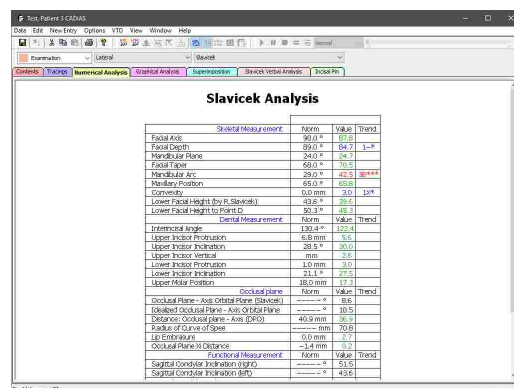 Test, Patient 3 CADIAS
Data Edit New Entry Options VTO View Window Help
Normal
Examination Lateral Slavicek
Contents Tracings Numerical Analysis Graphical Analysis Superimposition Slavicek Verbal Analysis Incisal Pin
Slavicek Analysis
Skeletal Measurement Norm Value Trend
Facial Axis 90.0 ° 87.8
Facial Depth 89.0 ° 84.7 1-*
Mandibular Plane 24.0 ° 24.7
Facial Taper 68.0 ° 70.5
Mandibular Arc 29.0 ° 42.5 3B***
Maxillary Position 65.0 ° 65.8
Convexity 0.0 mm 3.0 1X*
Lower Facial Height (by R.Slavicek) 43.6 ° 39.6
Lower Facial Height to Point D 50.3 ° 45.3
Dental Measurement Norm Value Trend
Interincisal Angle 130.4 ° 122.4
Upper Incisor Protrusion 6.8 mm 5.6
Upper Incisor Inclination 28.5 ° 30.0
Upper Incisor Vertical mm 2.6
Lower Incisor Protrusion 1.0 mm 3.0
Lower Incisor Inclination 21.1 ° 27.5
Upper Molar Position 18.0 mm 17.3
Occlusal plane Norm Value Trend
Occlusal Plane - Axis Orbital Plane (Slavicek) ----- ° 8.6
Idealized Occlusal Plane - Axis Orbital Plane ----- ° 10.5
Distance: Occlusal plane - Axis (DPO) 40.9 mm 36.9
Radius of Curve of Spee ----- mm 70.8
Lip Embrasure 0.0 mm 2.7
Occlusal Plane Xi Distance -1.4 mm 0.2
Functional Measurement Norm Value Trend
Sagittal Condylar Inclination (right) ----- ° 51.5
Sagittal Condylar Inclination (left) ----- ° 43.6